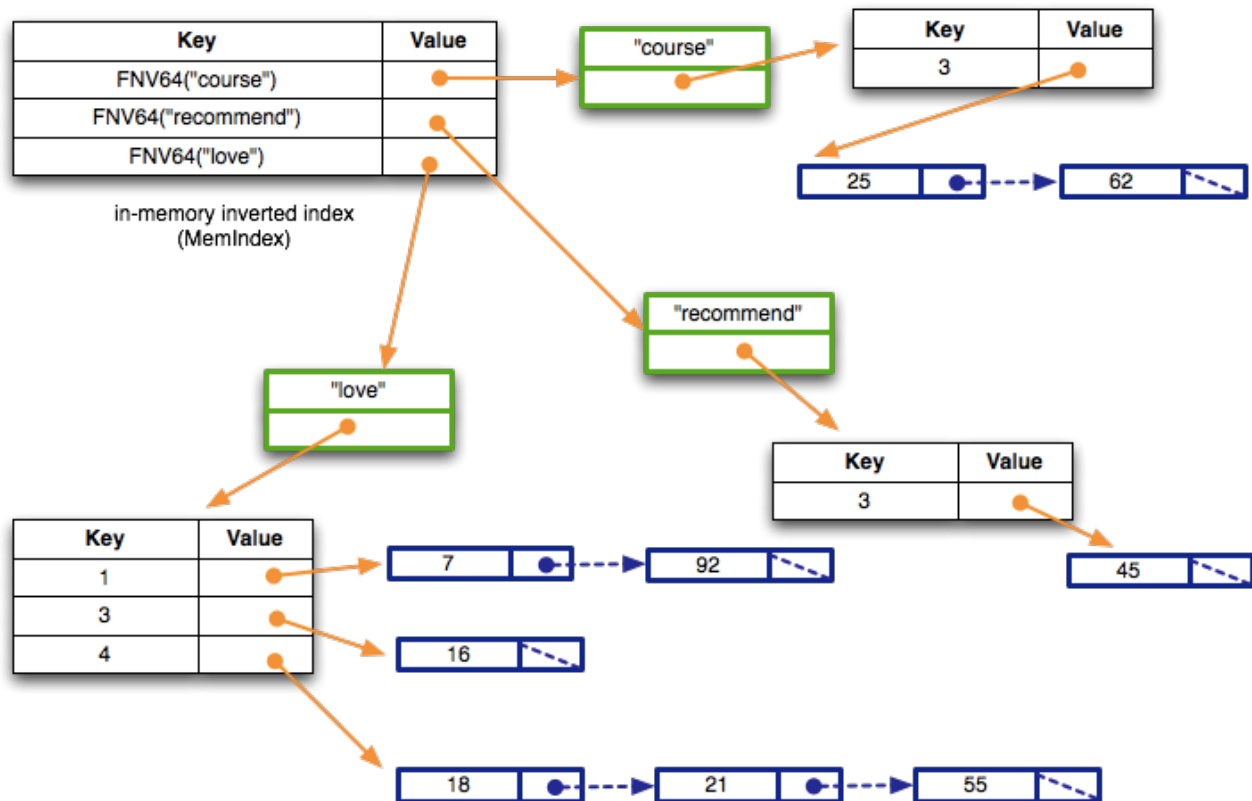 Key Value
FNV64("course")
FNV64("recommend")
FNV64("love")
in-memory inverted index
(MemIndex)
"course"
Key Value
3
25 62
"recommend"
Key Value
3
45
"love"
Key Value
1
3
4
7 92
16
18 21 55